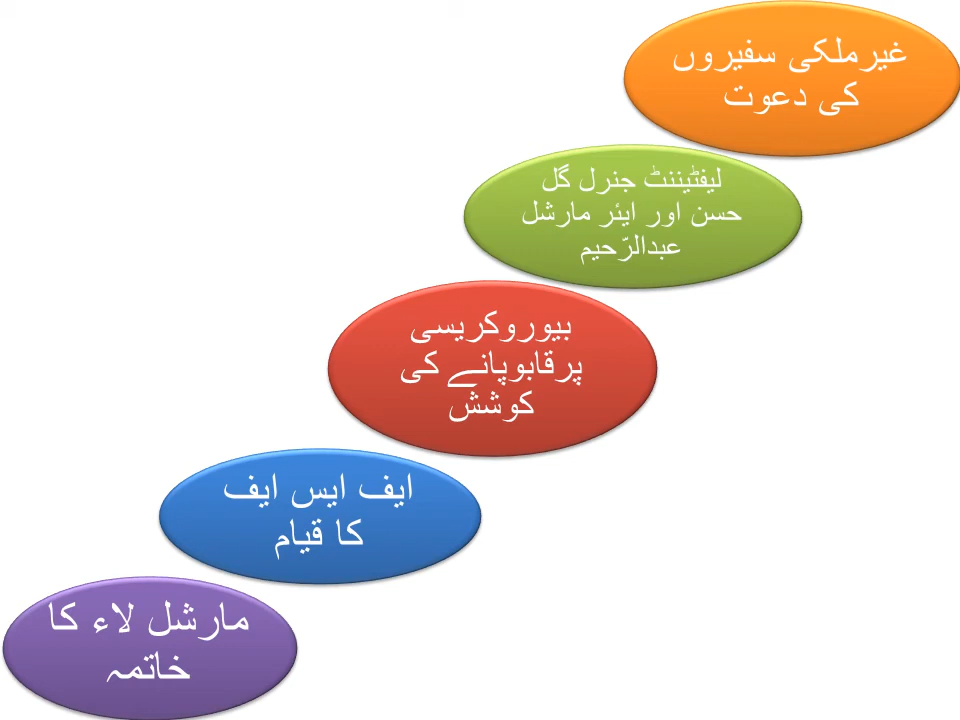 غیرملکی سفیروں
کی دعوت
لیفٹیننٹ جنرل گل
حسن اور ایئر مارشل
عبدالرّحیم
بیوروکریسی
پرقابوپانے کی
کوشش
ایف ایس ایف
کا قیام
مارشل لاء کا
خاتمہ